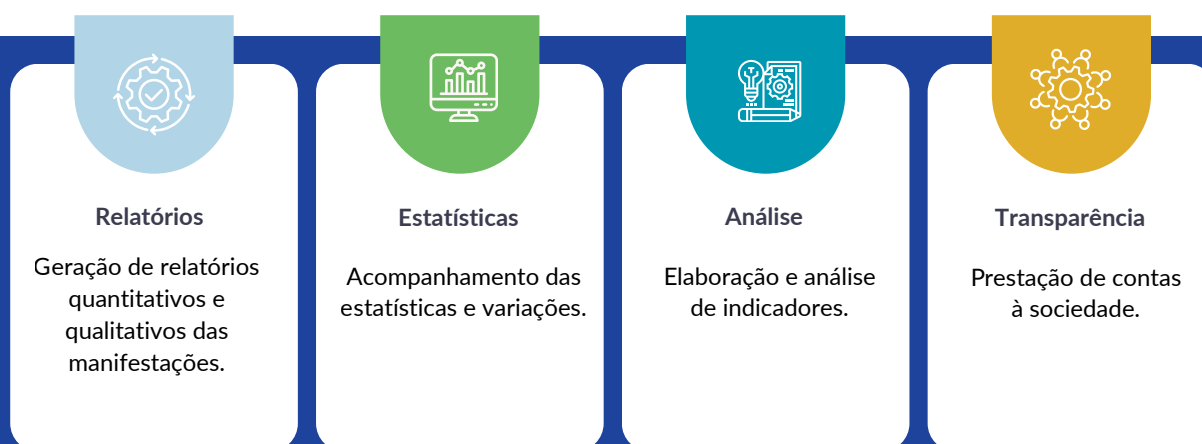 Relatórios
Geração de relatórios
quantitativos e
qualitativos das
manifestações.
Estatísticas
Acompanhamento das
estatísticas e variações.
Análise
Elaboração e análise
de indicadores.
Transparência
Prestação de contas
à sociedade.